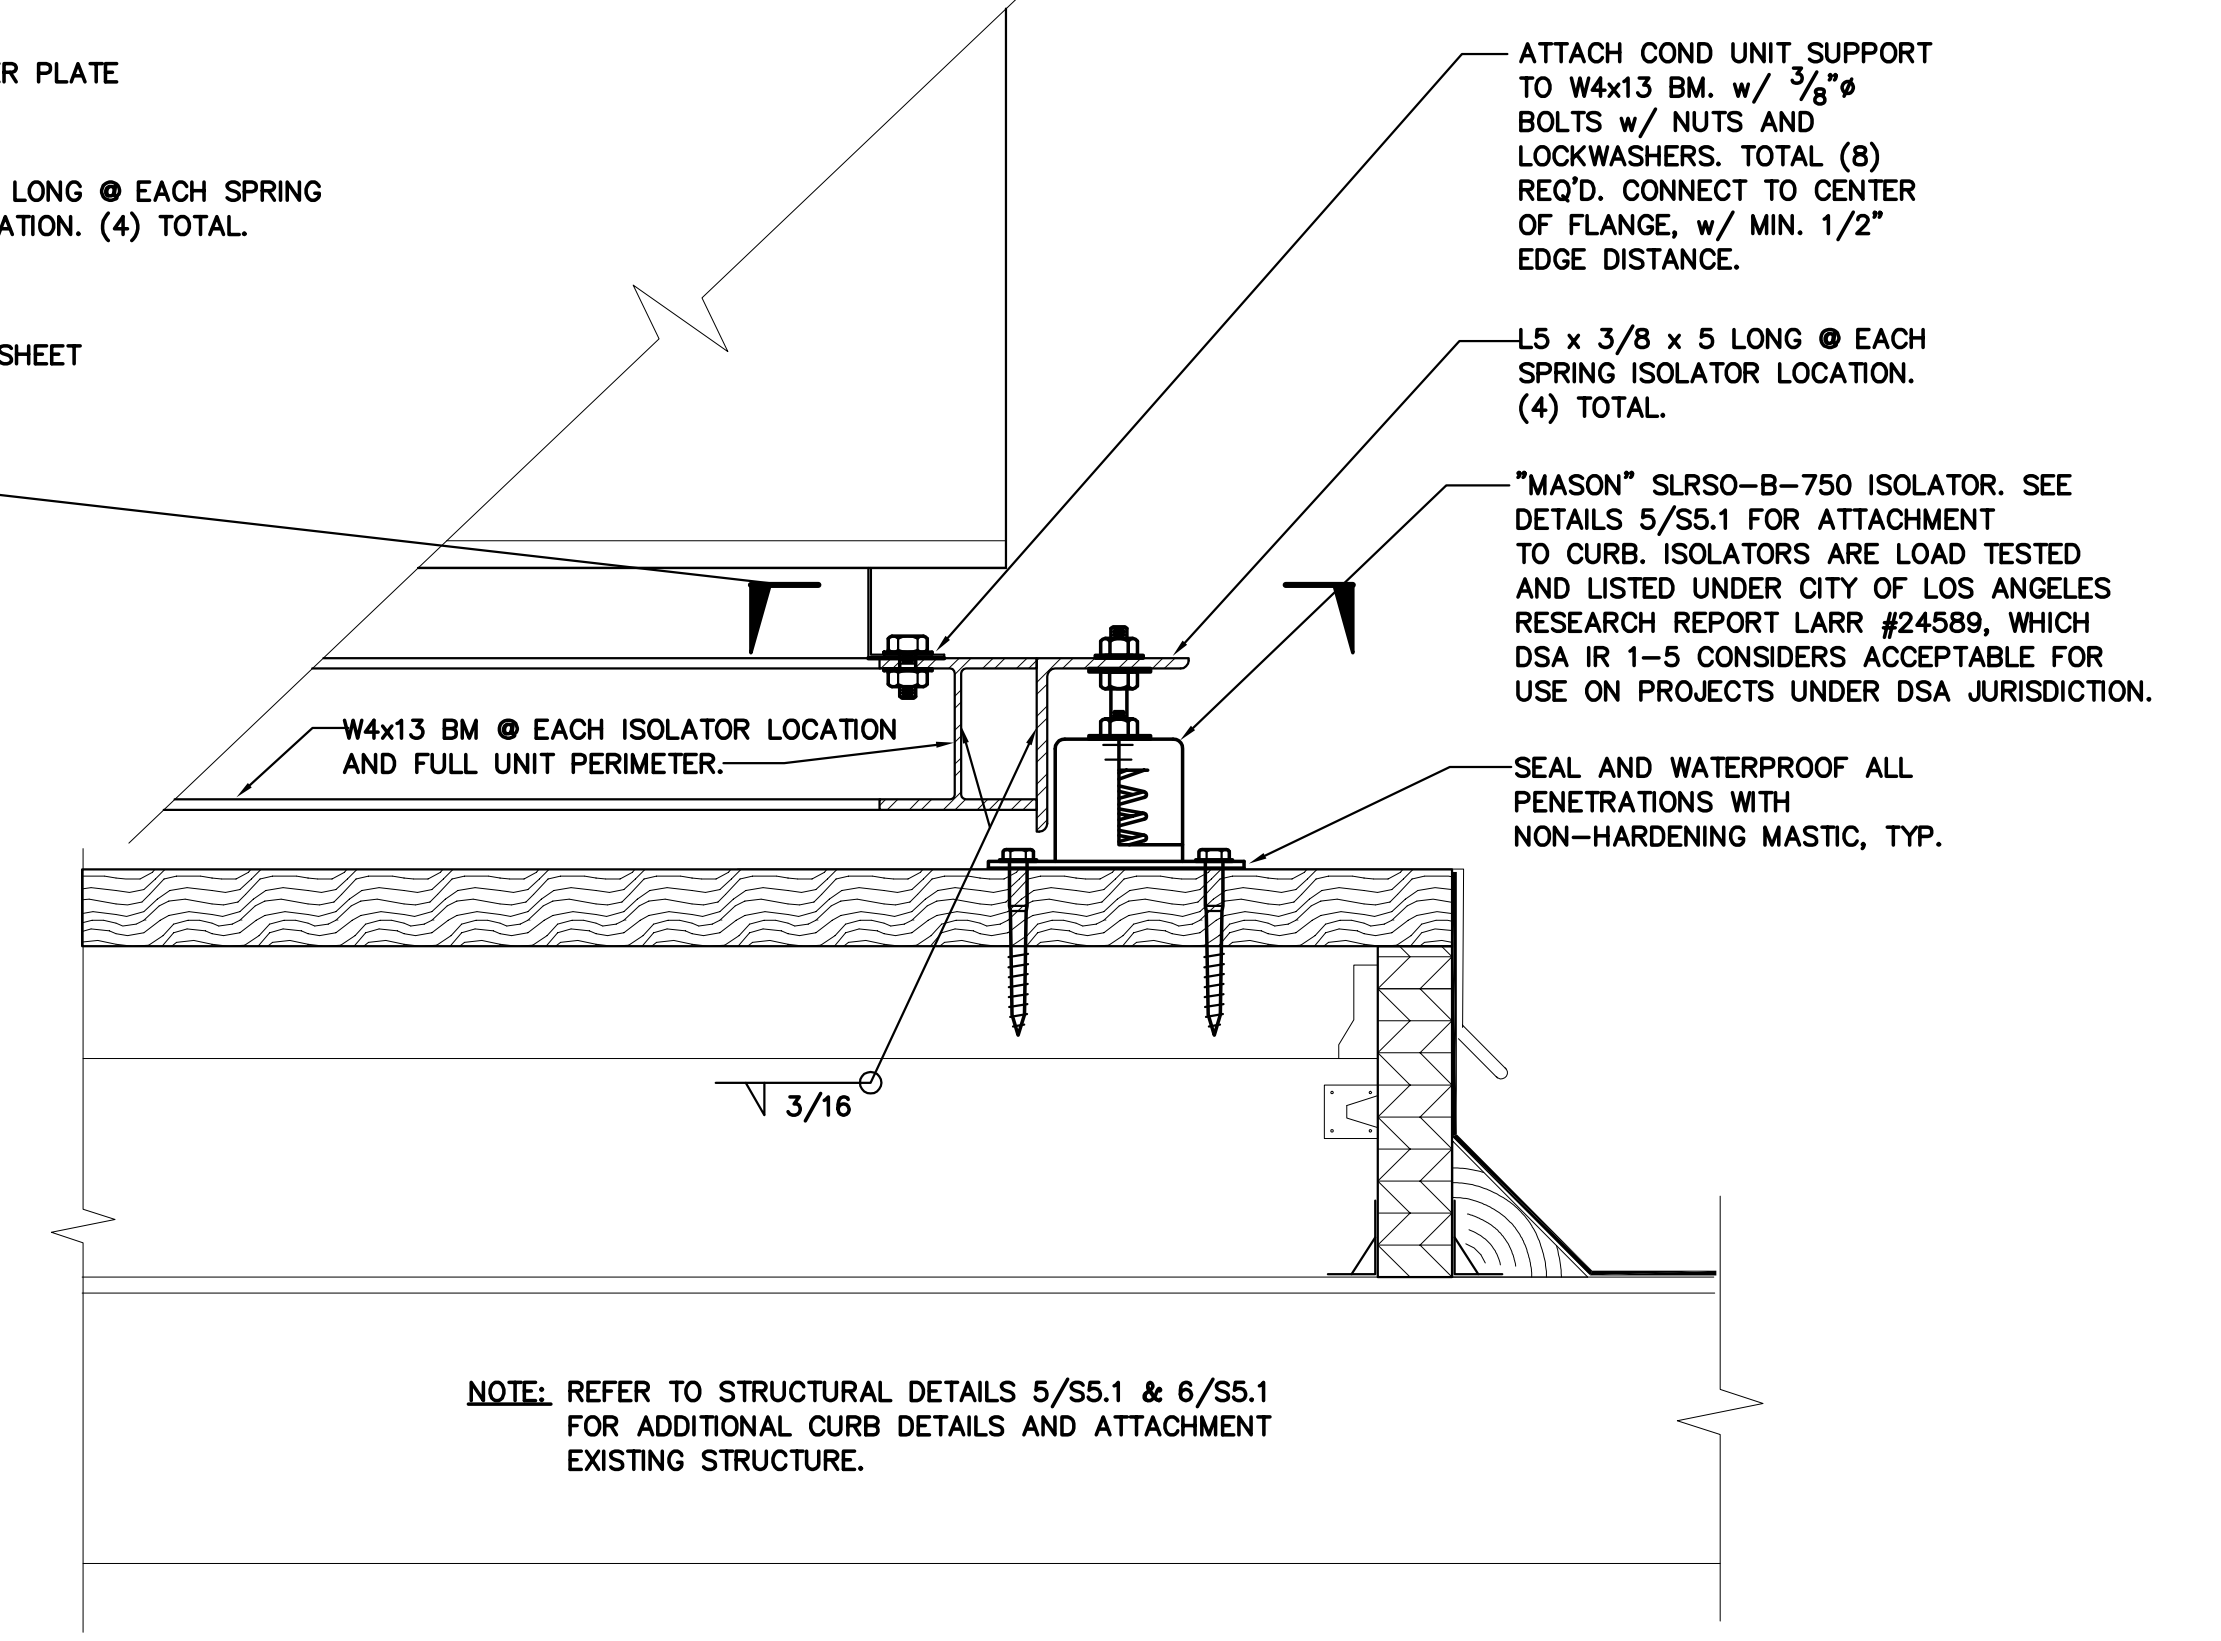 PLATE
LONG @ EACH SPRING
(4) TOTAL.
SHEET
ATTACH COND UNIT SUPPORT
TO W4x13 BM. w/ 3/8"ø
BOLTS w/ NUTS AND
LOCKWASHERS. TOTAL (8)
REQ'D. CONNECT TO CENTER
OF FLANGE, w/ MIN. 1/2"
EDGE DISTANCE.
L5 x 3/8 x 5 LONG @ EACH
SPRING ISOLATOR LOCATION.
(4) TOTAL.
"MASON" SLRSO-B-750 ISOLATOR. SEE
DETAILS 5/S5.1 FOR ATTACHMENT
TO CURB. ISOLATORS ARE LOAD TESTED
AND LISTED UNDER CITY OF LOS ANGELES
RESEARCH REPORT LARR #24589, WHICH
DSA IR 1-5 CONSIDERS ACCEPTABLE FOR
USE ON PROJECTS UNDER DSA JURISDICTION.
W4x13 BM @ EACH ISOLATOR LOCATION
AND FULL UNIT PERIMETER.
SEAL AND WATERPROOF ALL
PENETRATIONS WITH
NON-HARDENING MASTIC, TYP.
3/16
NOTE: REFER TO STRUCTURAL DETAILS 5/S5.1 & 6/S5.1
FOR ADDITIONAL CURB DETAILS AND ATTACHMENT
EXISTING STRUCTURE.